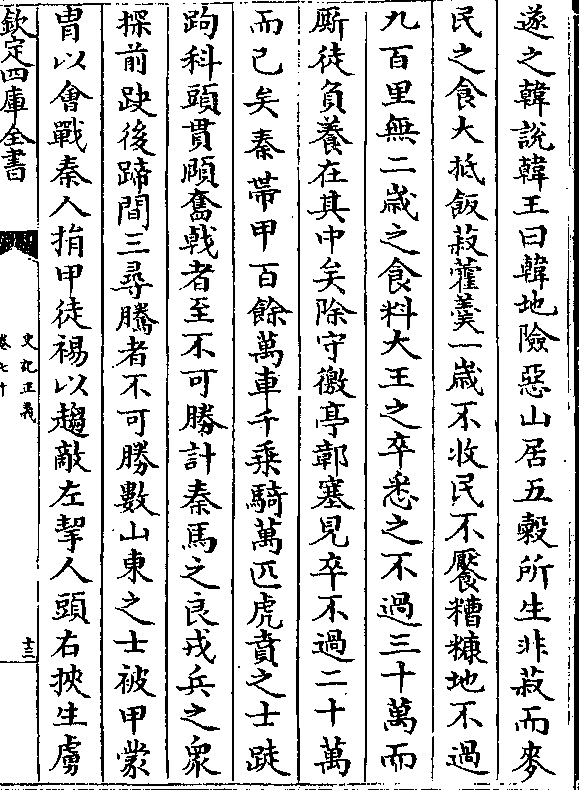 遂之韓說韓王曰韓地險惡山居五穀所生非菽而麥
民之食大抵飯菽藿羮一歳不收民不饜糟糠地不過
九百里無二歳之食料大王之卒悉之不過三十萬而
厮徒負養在其中矣除守徼亭鄣塞見卒不過二十萬
而已矣秦帯甲百餘萬車千乗騎萬匹虎賁之士跿
跔科頭貫頤奮戟者至不可勝計秦馬之良戎兵之衆
探前趹後蹄間三尋騰者不可勝數山東之士被甲蒙
胄以會戰秦人捐甲徒裼以趨敵左挈人頭右挾生虜
欽定四庫全書
史記正義
卷七十
十三